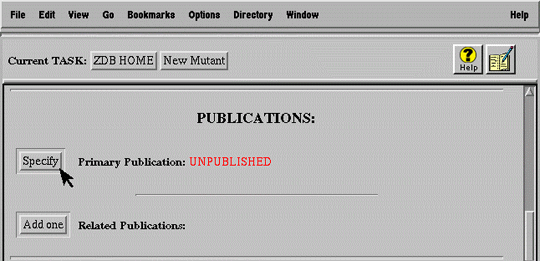 File Edit View Go Bookmarks Options Directory Window Help
Current TASK: ZDB HOME New Mutant Help
PUBLICATIONS:
Specify Primary Publication: UNPUBLISHED
Add one Related Publications: